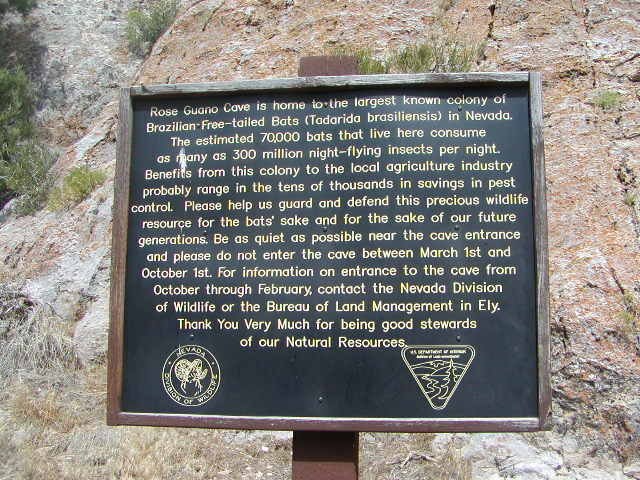 Rose Guano Cave is home to the largest known colony of
Brazilian-Free-tailed Bats (Tadarida brasiliensis) in Nevada.
The estimated 70,000 bats that live here consume
as many as 300 million night-flying insects per night.
Benefits from this colony to the local agriculture industry
probably range in the tens of thousands in savings in pest
control. Please help us guard and defend this precious wildlife
resource for the bats' sake and for the sake of our future
generations. Be as quiet as possible near the cave entrance
and please do not enter the cave between March 1st and
October 1st. For information on entrance to the cave from
October through February, contact the Nevada Division
of Wildlife or the Bureau of Land Management in Ely.
Thank You Very Much for being good stewards
of our Natural Resources.
NEVADA
DIVISION OF WILDLIFE
U.S. DEPARTMENT OF THE INTERIOR
BUREAU OF LAND MANAGEMENT